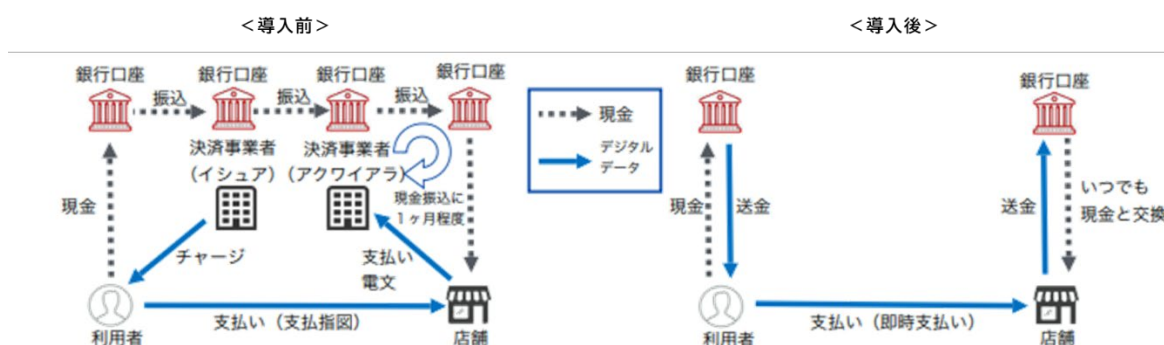 ＜導入前＞
＜導入後＞
銀行口座
銀行口座
銀行口座
銀行口座
振込
振込
振込
決済事業者
（イシュア）
決済事業者
（アクワイアラ）
現金振込に
1ヶ月程度
現金
チャージ
支払い
電文
支払い（支払指図）
利用者
店舗
現金
デジタル
データ
銀行口座
銀行口座
現金
送金
送金
いつでも
現金と交換
支払い（即時支払い）
利用者
店舗